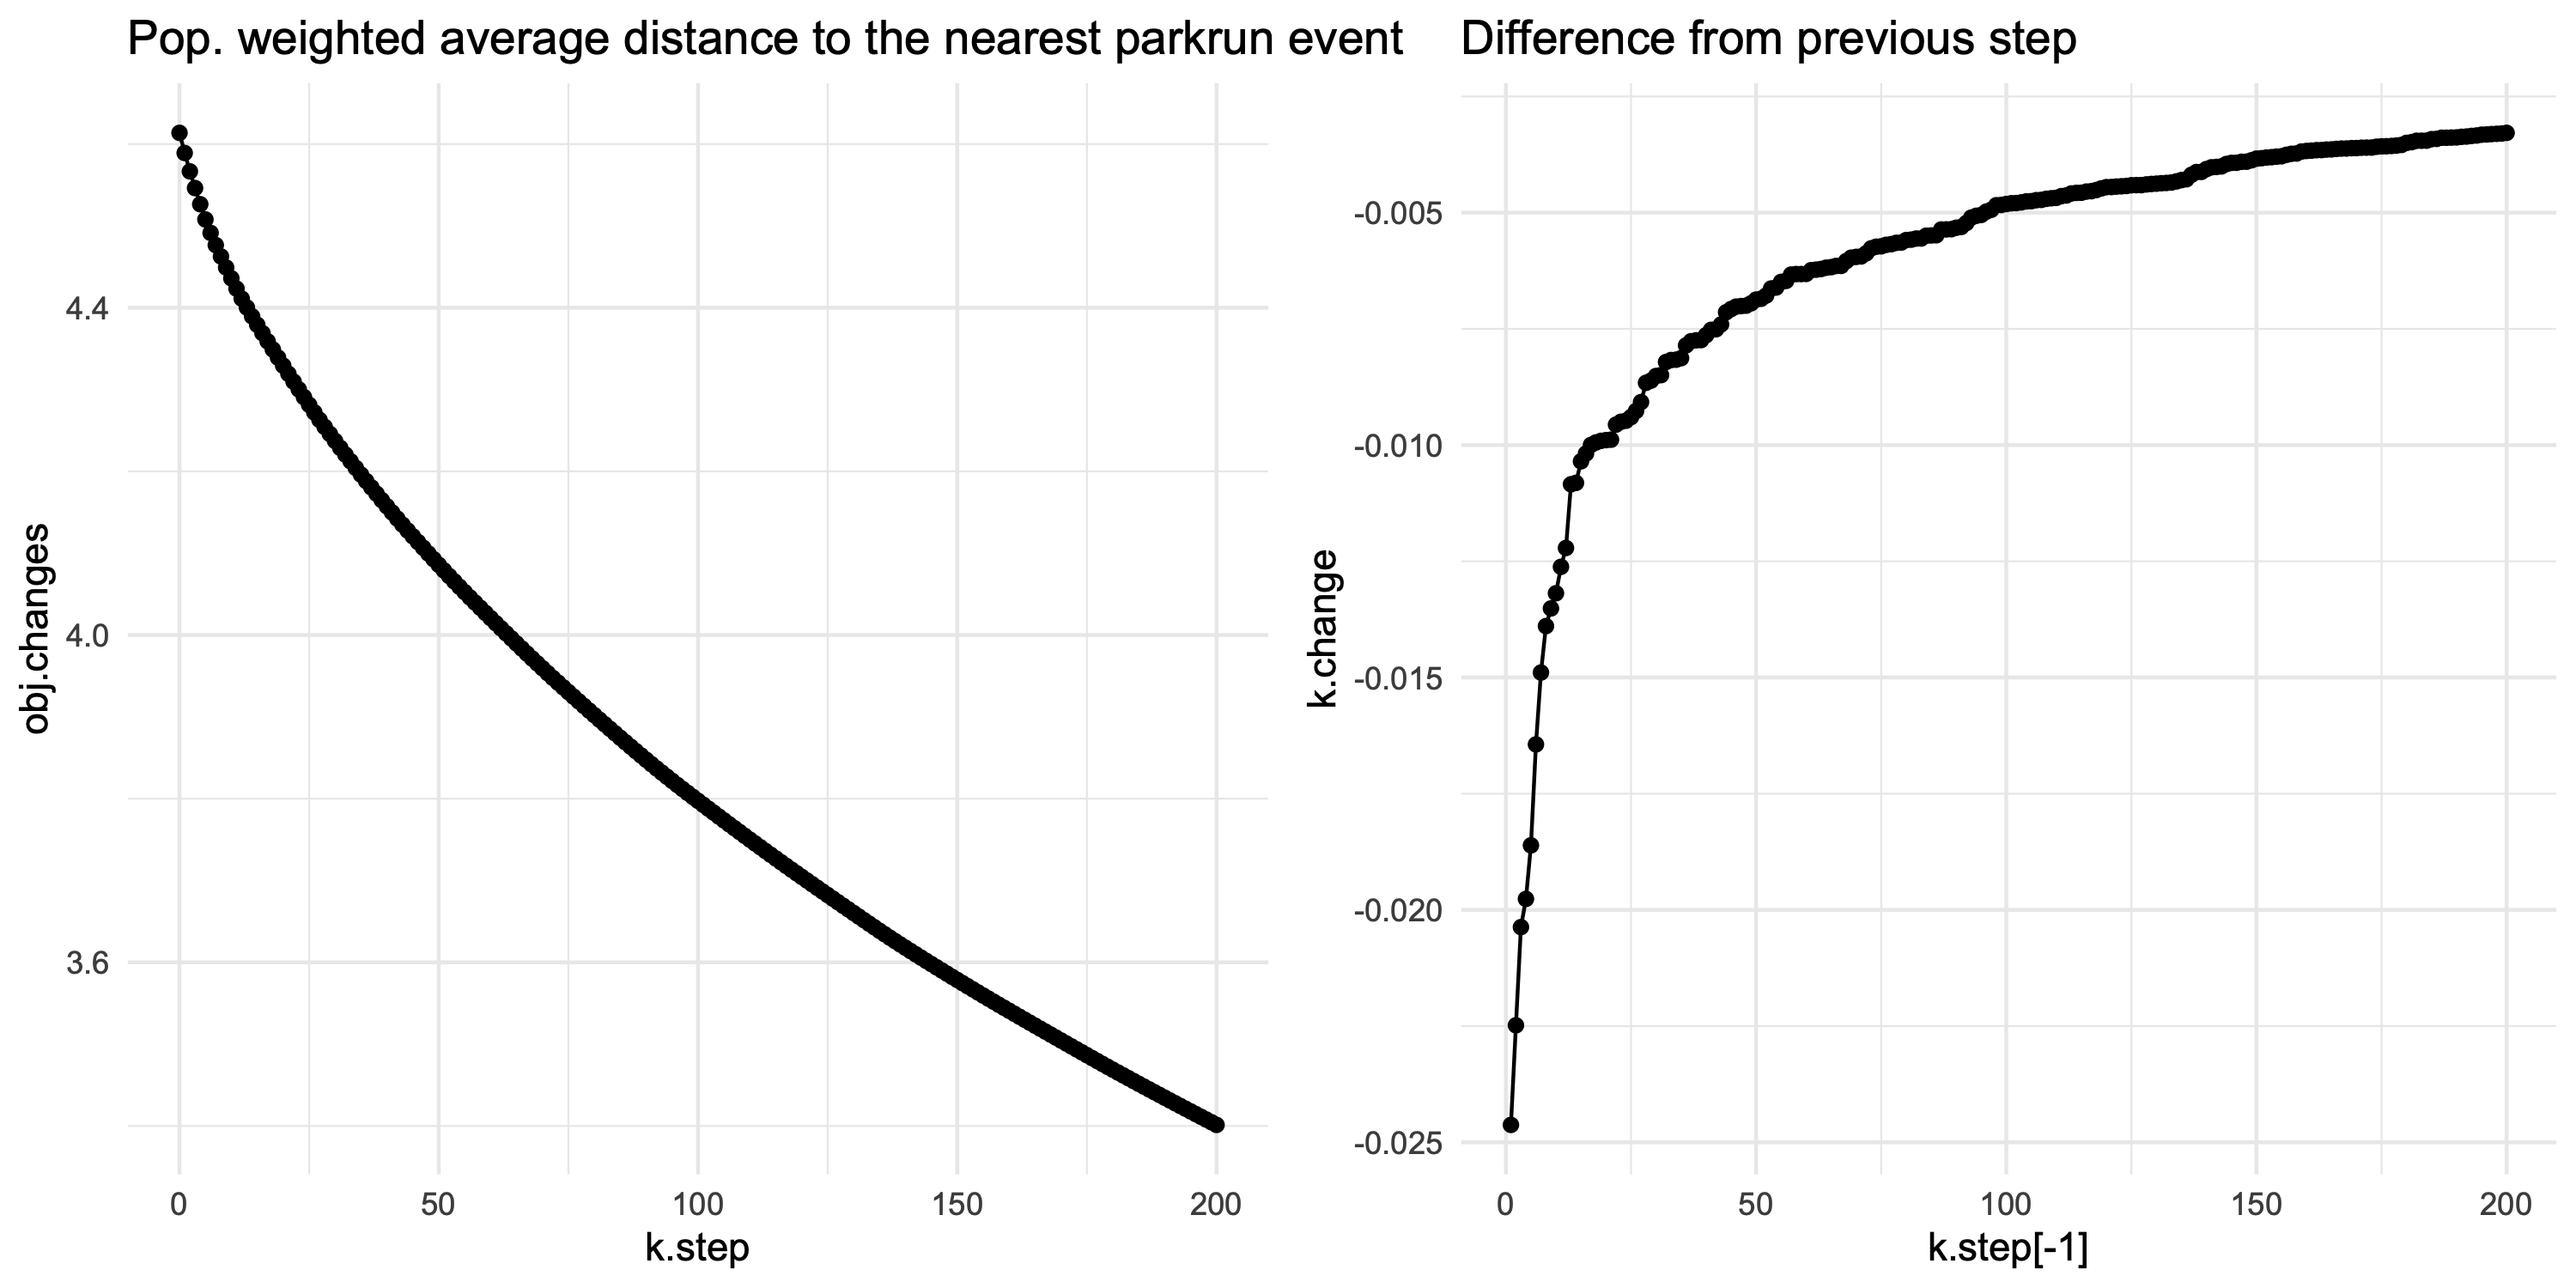 Pop. weighted average distance to the nearest parkrun event
obj.changes
4.4
4.0
3.6
0 50 100 150 200
k.step
Difference from previous step
k.change
-0.005
-0.010
-0.015
-0.020
-0.025
0 50 100 150 200
k.step[-1]